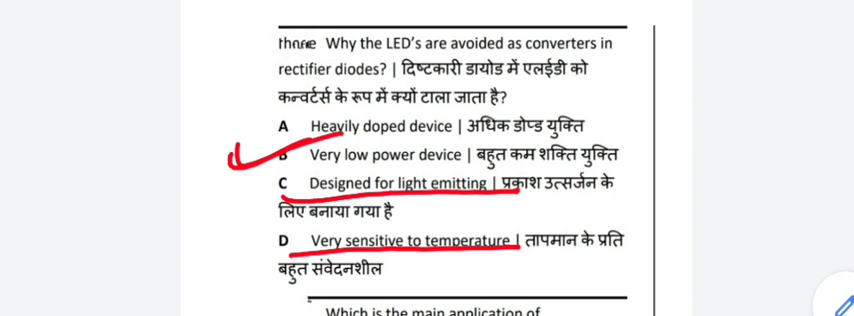 Why the LED's are avoided as converters in
rectifier diodes? | दिष्टकारी डायोड में एलईडी को
कन्वर्टर्स के रूप में क्यों टाला जाता है?
A Heavily doped device | अधिक डोप्ड युक्ति
B Very low power device | बहुत कम शक्ति युक्ति
C Designed for light emitting | प्रकाश उत्सर्जन के
लिए बनाया गया है
D Very sensitive to temperature | तापमान के प्रति
बहुत संवेदनशील
Which is the main application of